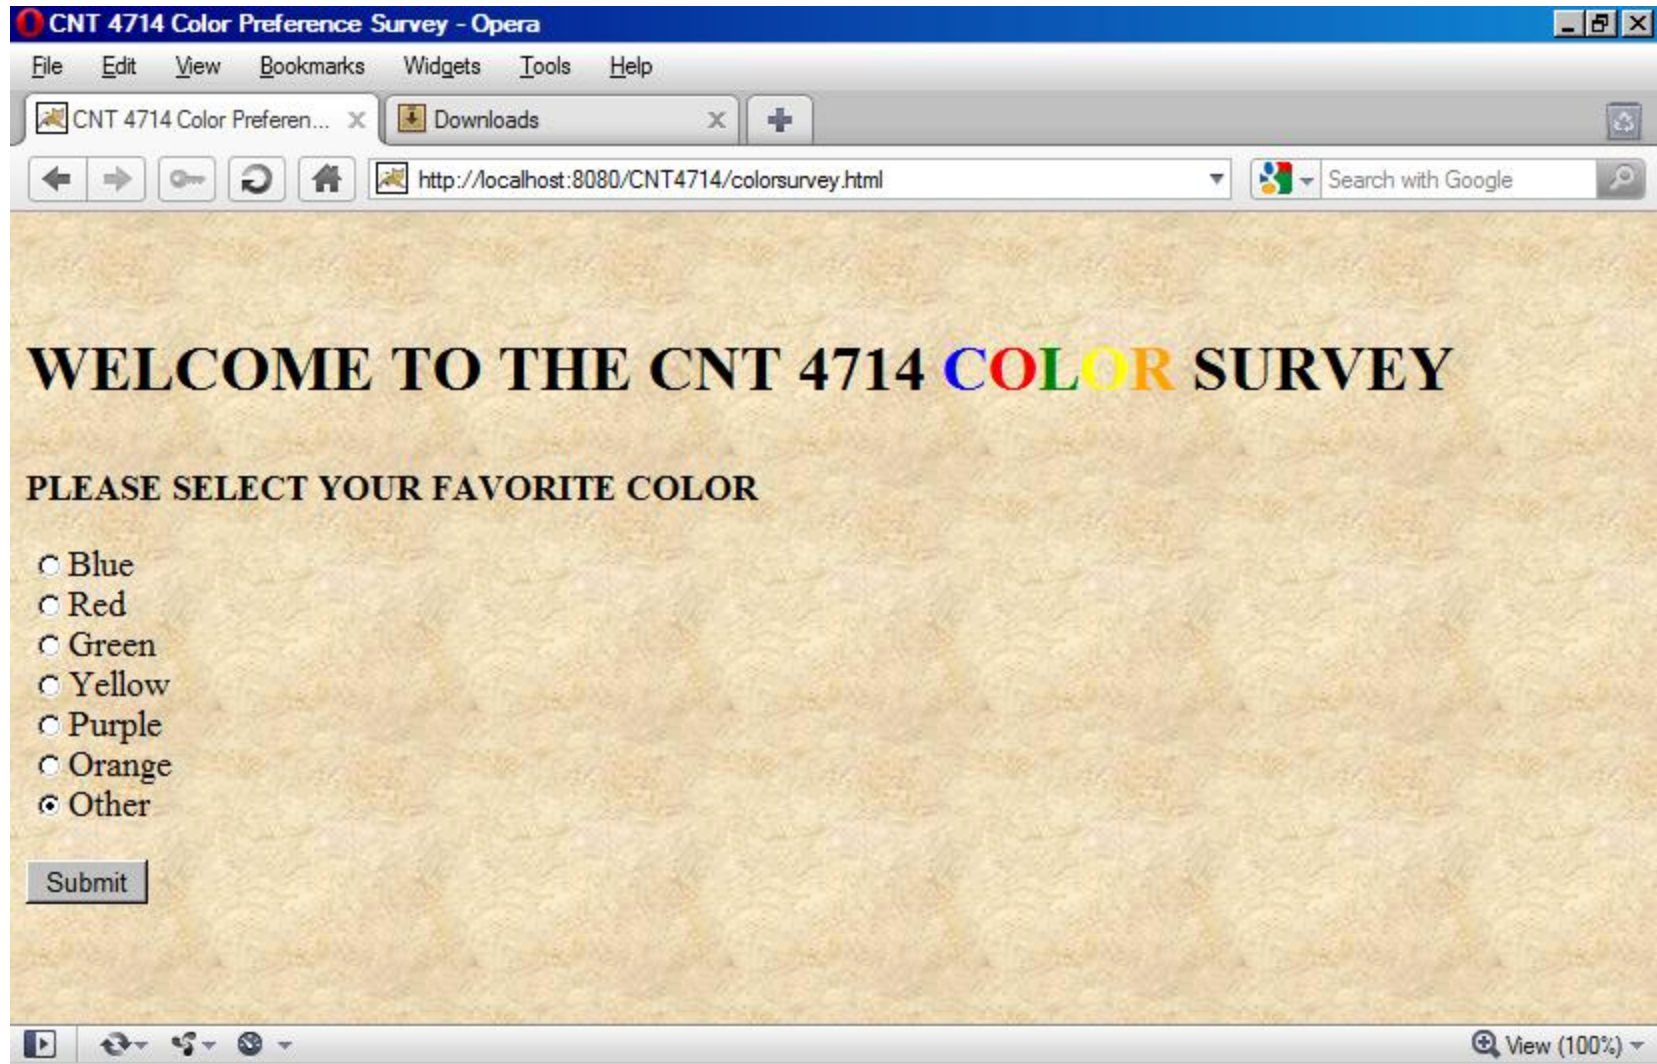 CNT 4714 Color Preference Survey - Opera
File Edit View Bookmarks Widgets Tools Help
CNT 4714 Color Preferen... Downloads
http://localhost:8080/CNT4714/colorsurvey.html Search with Google
WELCOME TO THE CNT 4714 COLOR SURVEY
PLEASE SELECT YOUR FAVORITE COLOR
Blue
Red
Green
Yellow
Purple
Orange
Other
Submit
View (100%)